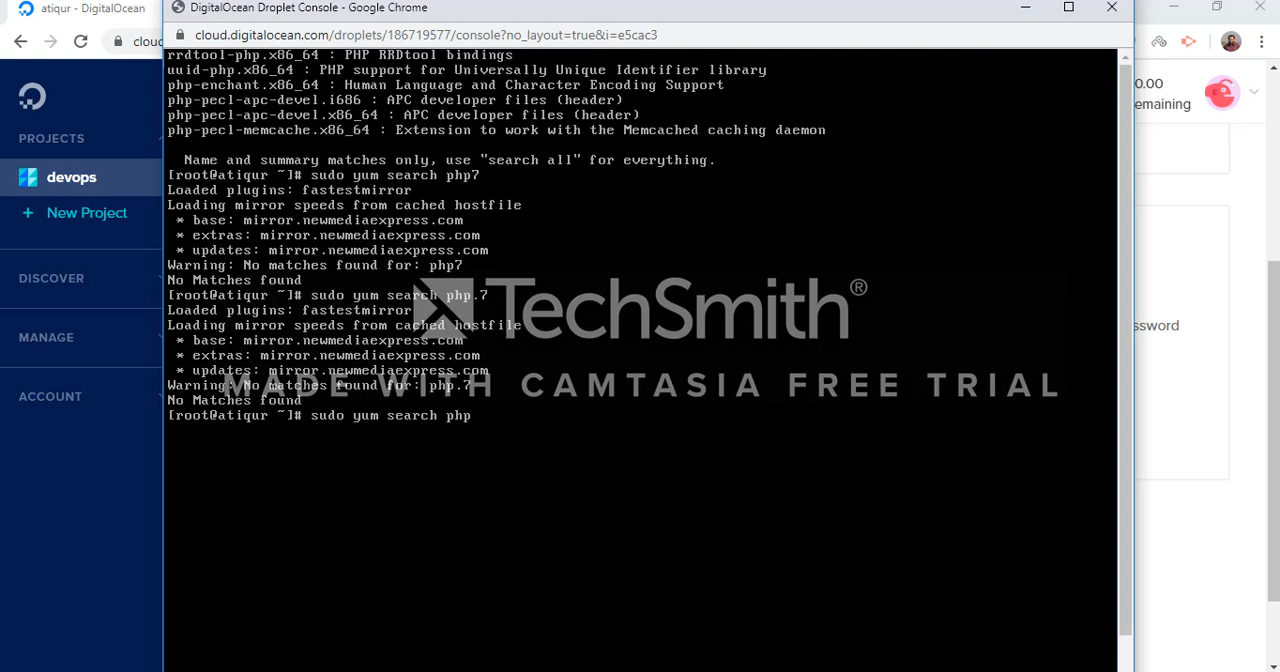 atiqur - DigitalOcean
DigitalOcean Droplet Console - Google Chrome
cloud
cloud.digitalocean.com/droplets/186719577/console?no_layout=true&i=e5cac3
PROJECTS
devops
+ New Project
DISCOVER
MANAGE
ACCOUNT
rrdtool-php.x86_64 : PHP RRDtool bindings
uuid-php.x86_64 : PHP support for Universally Unique Identifier library
php-enchant.x86_64 : Human Language and Character Encoding Support
php-pecl-apc-devel.i686 : APC developer files (header)
php-pecl-apc-devel.x86_64 : APC developer files (header)
php-pecl-memcache.x86_64 : Extension to work with the Memcached caching daemon
Name and summary matches only, use "search all" for everything.
[root@atiqur ~]# sudo yum search php7
Loaded plugins: fastestmirror
Loading mirror speeds from cached hostfile
* base: mirror.newmediaexpress.com
* extras: mirror.newmediaexpress.com
* updates: mirror.newmediaexpress.com
Warning: No matches found for: php7
No Matches found
[root@atiqur ~]# sudo yum search php.7
Loaded plugins: fastestmirror
Loading mirror speeds from cached hostfile
* base: mirror.newmediaexpress.com
* extras: mirror.newmediaexpress.com
* updates: mirror.newmediaexpress.com
Warning: No matches found for: php.7
No Matches found
[root@atiqur ~]# sudo yum search php
TechSmith®
MADE WITH CAMTASIA FREE TRIAL
0.00
emaining
ssword